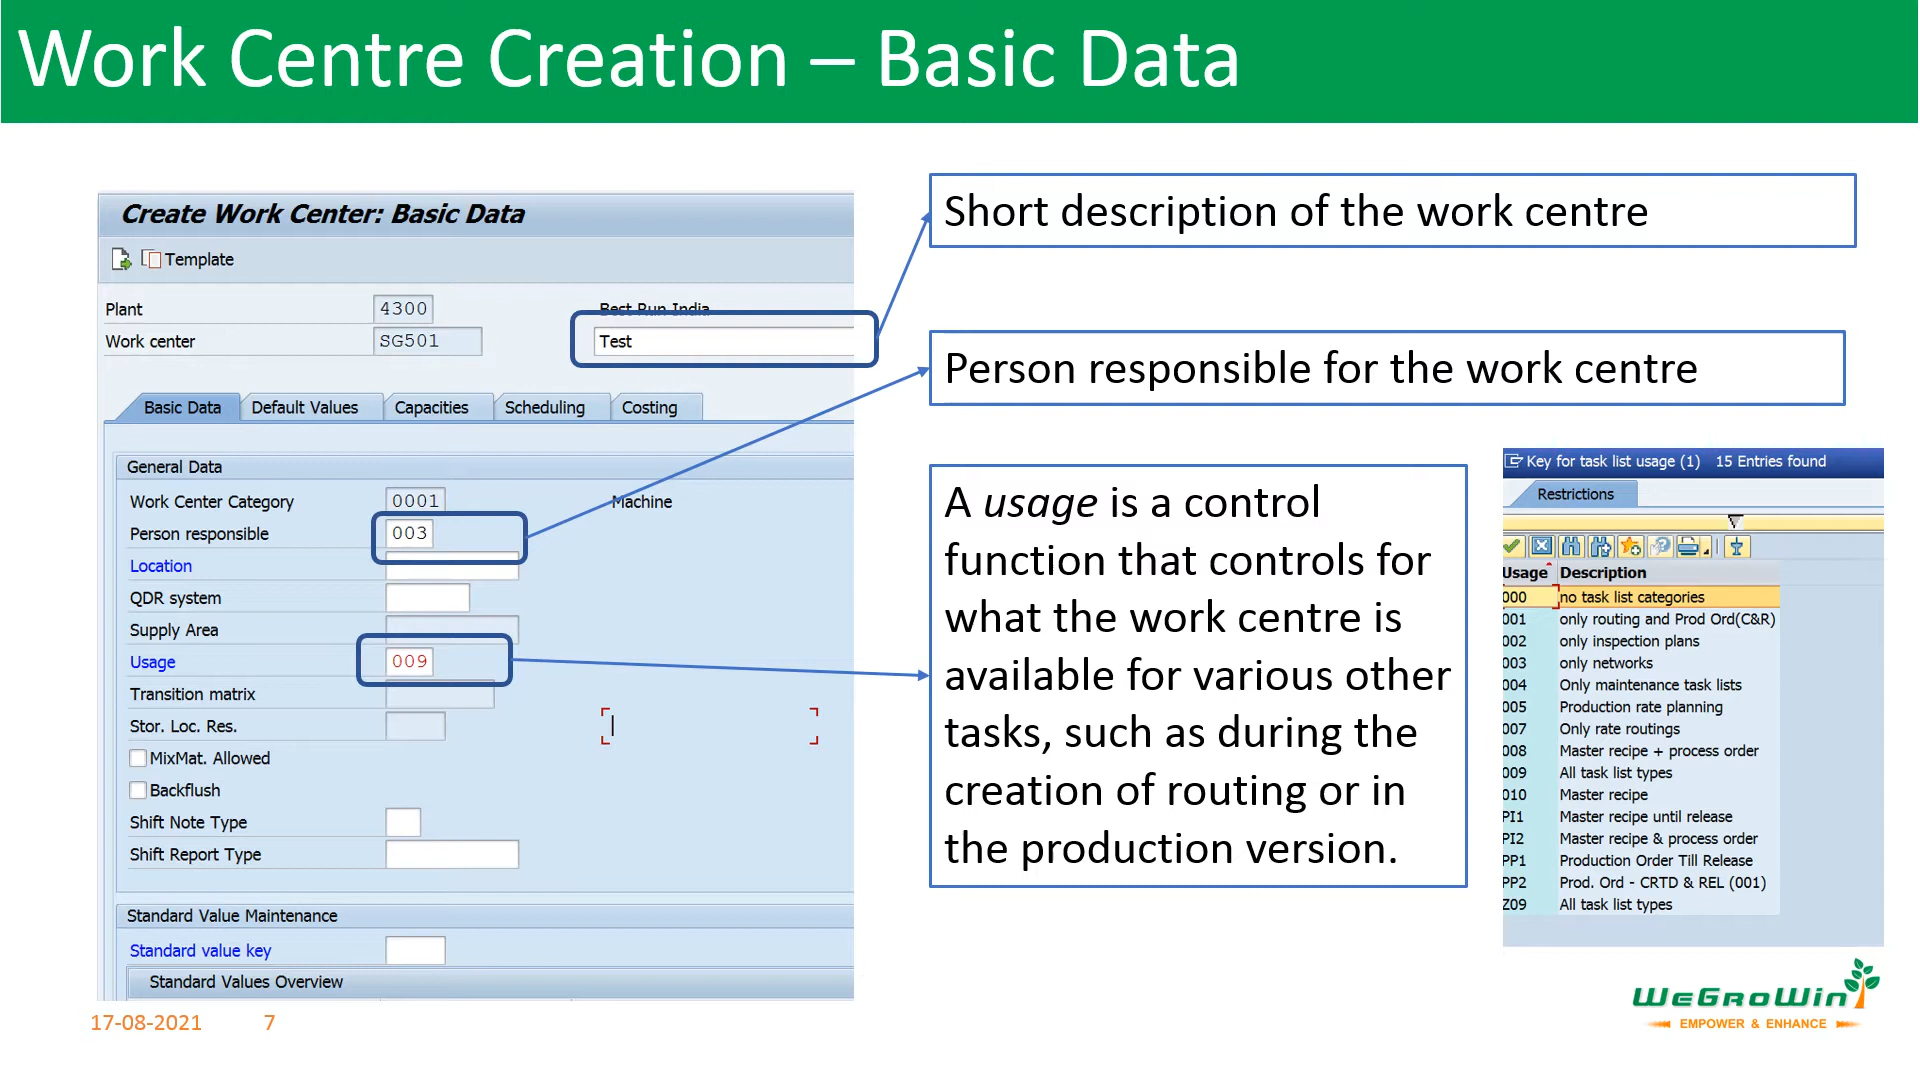 Work Centre Creation – Basic Data
Create Work Center: Basic Data
Template
Plant 4300 Best Run India
Work center SG501 Test
Basic Data Default Values Capacities Scheduling Costing
General Data
Work Center Category 0001 Machine
Person responsible 003
Location
QDR system
Supply Area
Usage 009
Transition matrix
Stor. Loc. Res.
MixMat. Allowed
Backflush
Shift Note Type
Shift Report Type
Standard Value Maintenance
Standard value key
Standard Values Overview
Short description of the work centre
Person responsible for the work centre
A usage is a control
function that controls for
what the work centre is
available for various other
tasks, such as during the
creation of routing or in
the production version.
Key for task list usage (1) 15 Entries found
Restrictions
Usage Description
000 no task list categories
001 only routing and Prod Ord(C&R)
002 only inspection plans
003 only networks
004 Only maintenance task lists
005 Production rate planning
007 Only rate routings
008 Master recipe + process order
009 All task list types
010 Master recipe
PI1 Master recipe until release
PI2 Master recipe & process order
PP1 Production Order Till Release
PP2 Prod. Ord - CRTD & REL (001)
Z09 All task list types
WeGroWin
EMPOWER & ENHANCE
17-08-2021 7